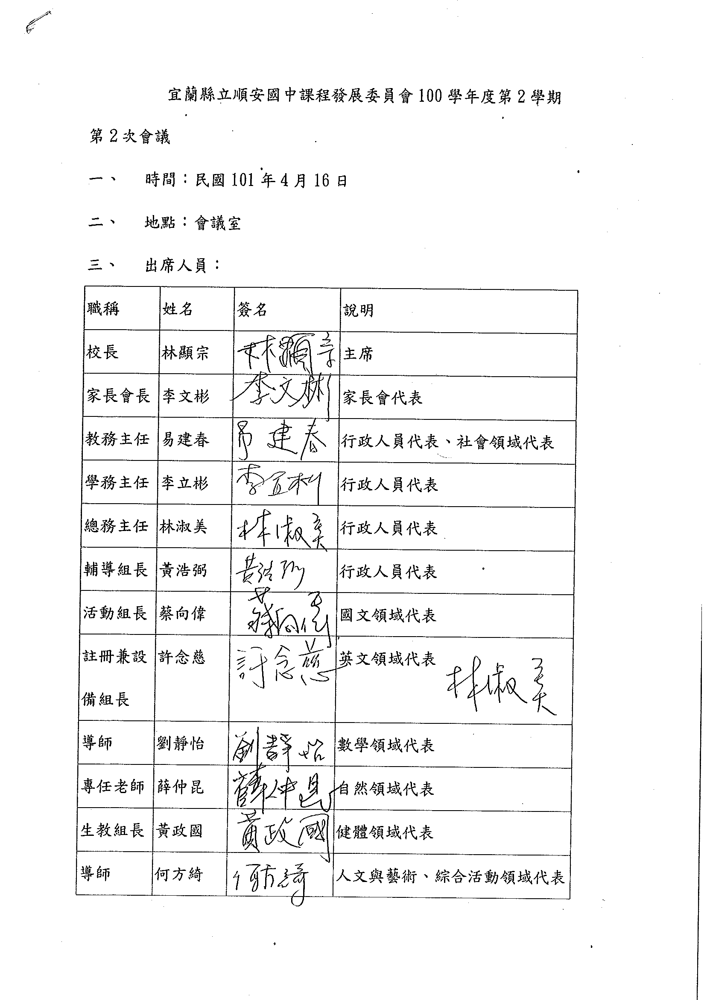 宜蘭縣立順安國中課程發展委員會 100 學年度第 2 學期
第 2 次會議
一、 時間：民國 101 年 4 月 16 日
二、 地點：會議室
三、 出席人員：
職稱 姓名 簽名 說明
校長 林顯宗 林顯宗 主席
家長會長 李文彬 李文彬 家長會代表
教務主任 易建春 易建春 行政人員代表、社會領域代表
學務主任 李立彬 李立彬 行政人員代表
總務主任 林淑美 林淑美 行政人員代表
輔導組長 黃浩弼 黃浩弼 行政人員代表
活動組長 蔡向偉 蔡向偉 國文領域代表
註冊兼設 許念慈 許念慈 英文領域代表
林淑美
備組長
導師 劉靜怡 劉靜怡 數學領域代表
專任老師 薛仲昆 薛仲昆 自然領域代表
生教組長 黃政國 黃政國 健體領域代表
導師 何方綺 何方綺 人文與藝術、綜合活動領域代表